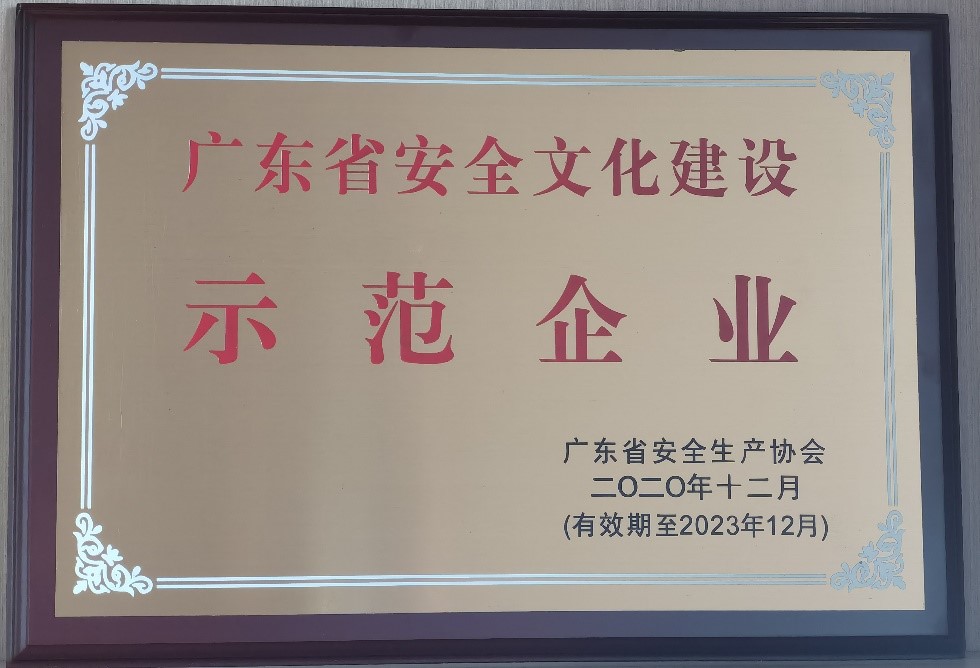 广东省安全文化建设
示范企业
广东省安全生产协会
二〇二〇年十二月
(有效期至2023年12月)